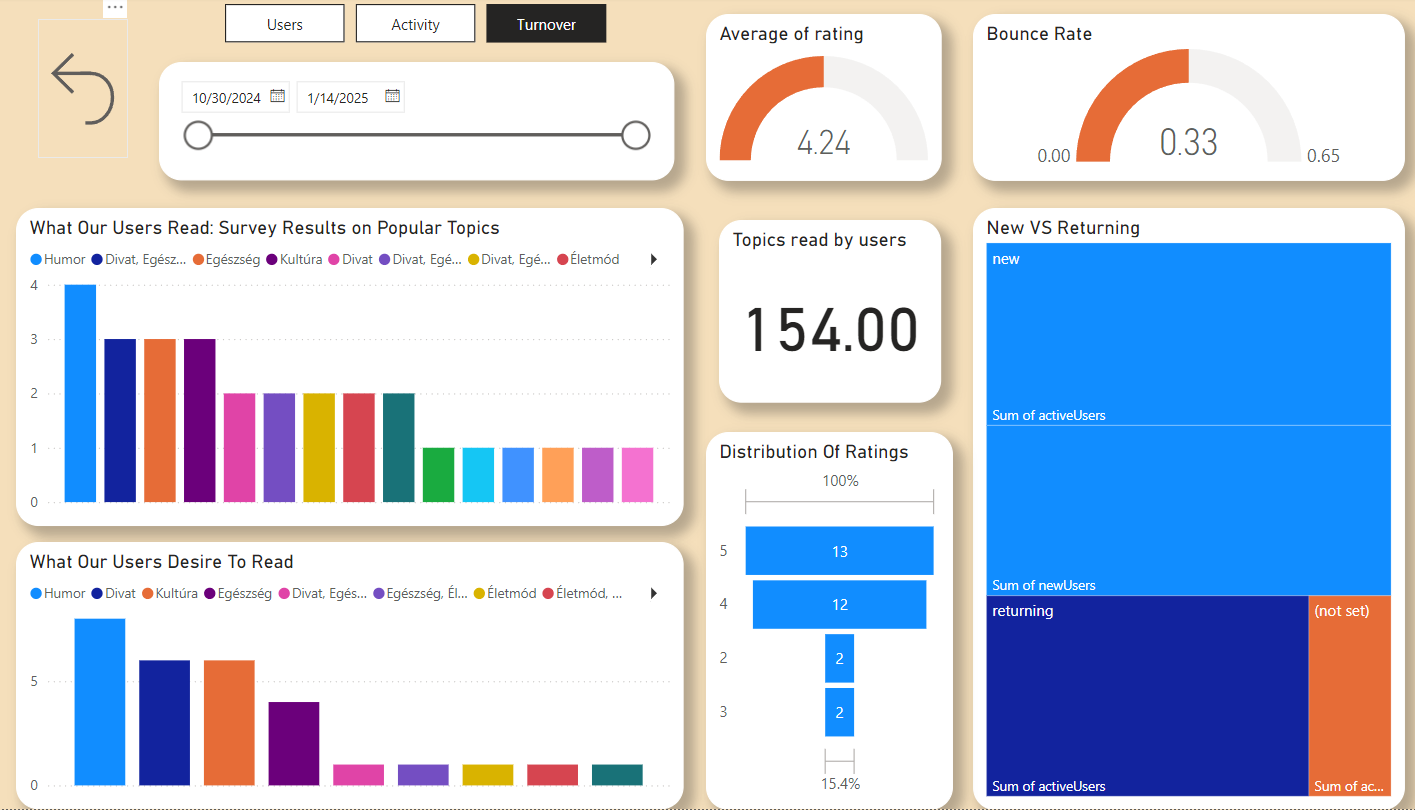 Users
Activity
Turnover
10/30/2024
1/14/2025
Average of rating
4.24
Bounce Rate
0.33
0.00
0.65
What Our Users Read: Survey Results on Popular Topics
Humor Divat, Egész... Egészség Kultúra Divat Divat, Egé... Divat, Egé... Életmód
4
3
2
1
0
Topics read by users
154.00
New VS Returning
new
Sum of activeUsers
Sum of newUsers
returning
(not set)
Sum of activeUsers
Sum of ac...
Distribution Of Ratings
100%
5 13
4 12
2 2
3 2
15.4%
What Our Users Desire To Read
Humor Divat Kultúra Egészség Divat, Egés... Egészség, Él... Életmód Életmód, ...
5
0